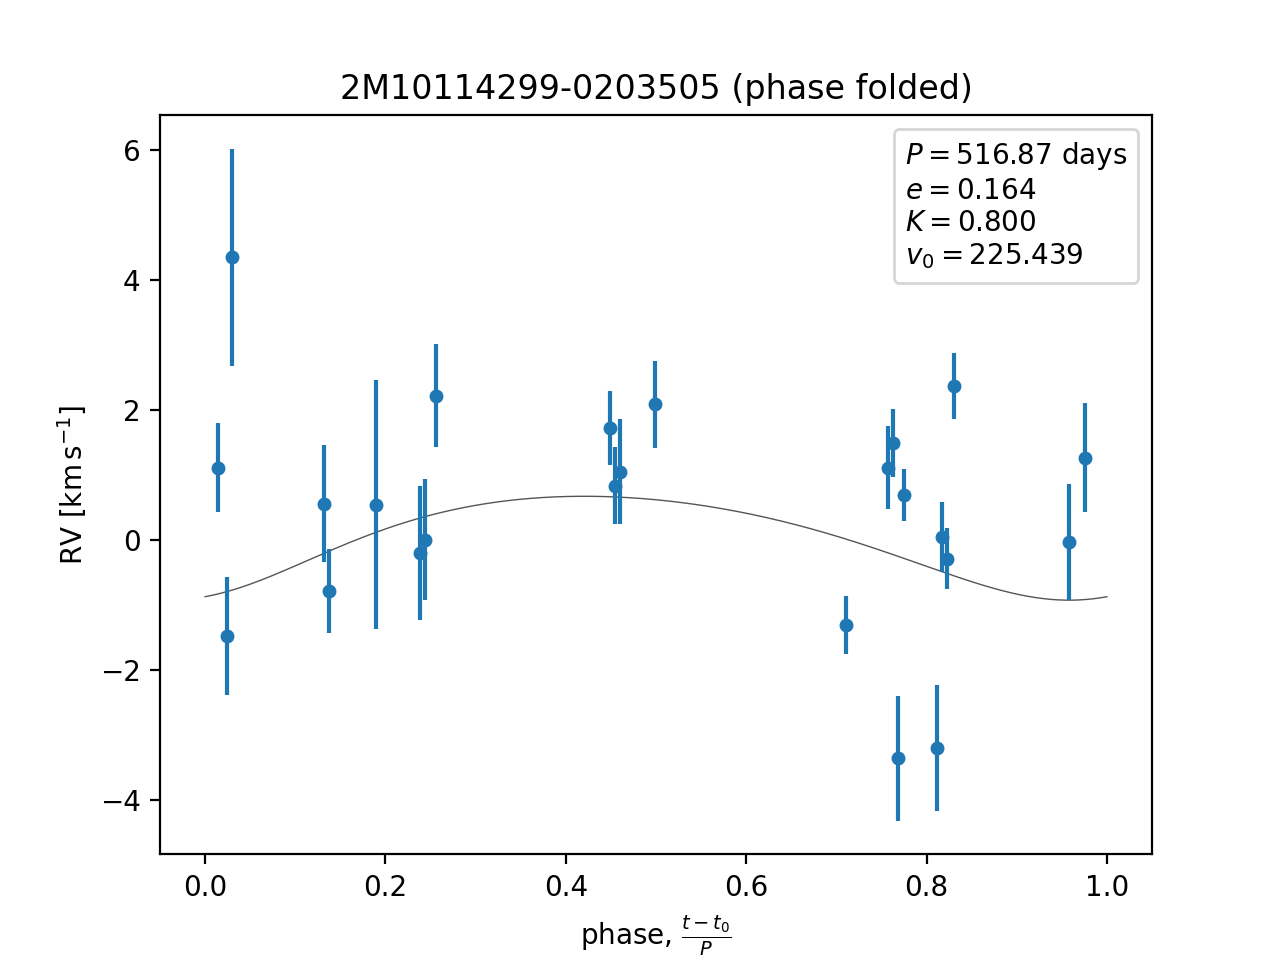 2M10114299-0203505 (phase folded)
P = 516.87 days
e = 0.164
K = 0.800
v₀ = 225.439
6
4
2
0
−2
−4
RV [km s⁻¹]
0.0 0.2 0.4 0.6 0.8 1.0
phase, (t − t₀)/P